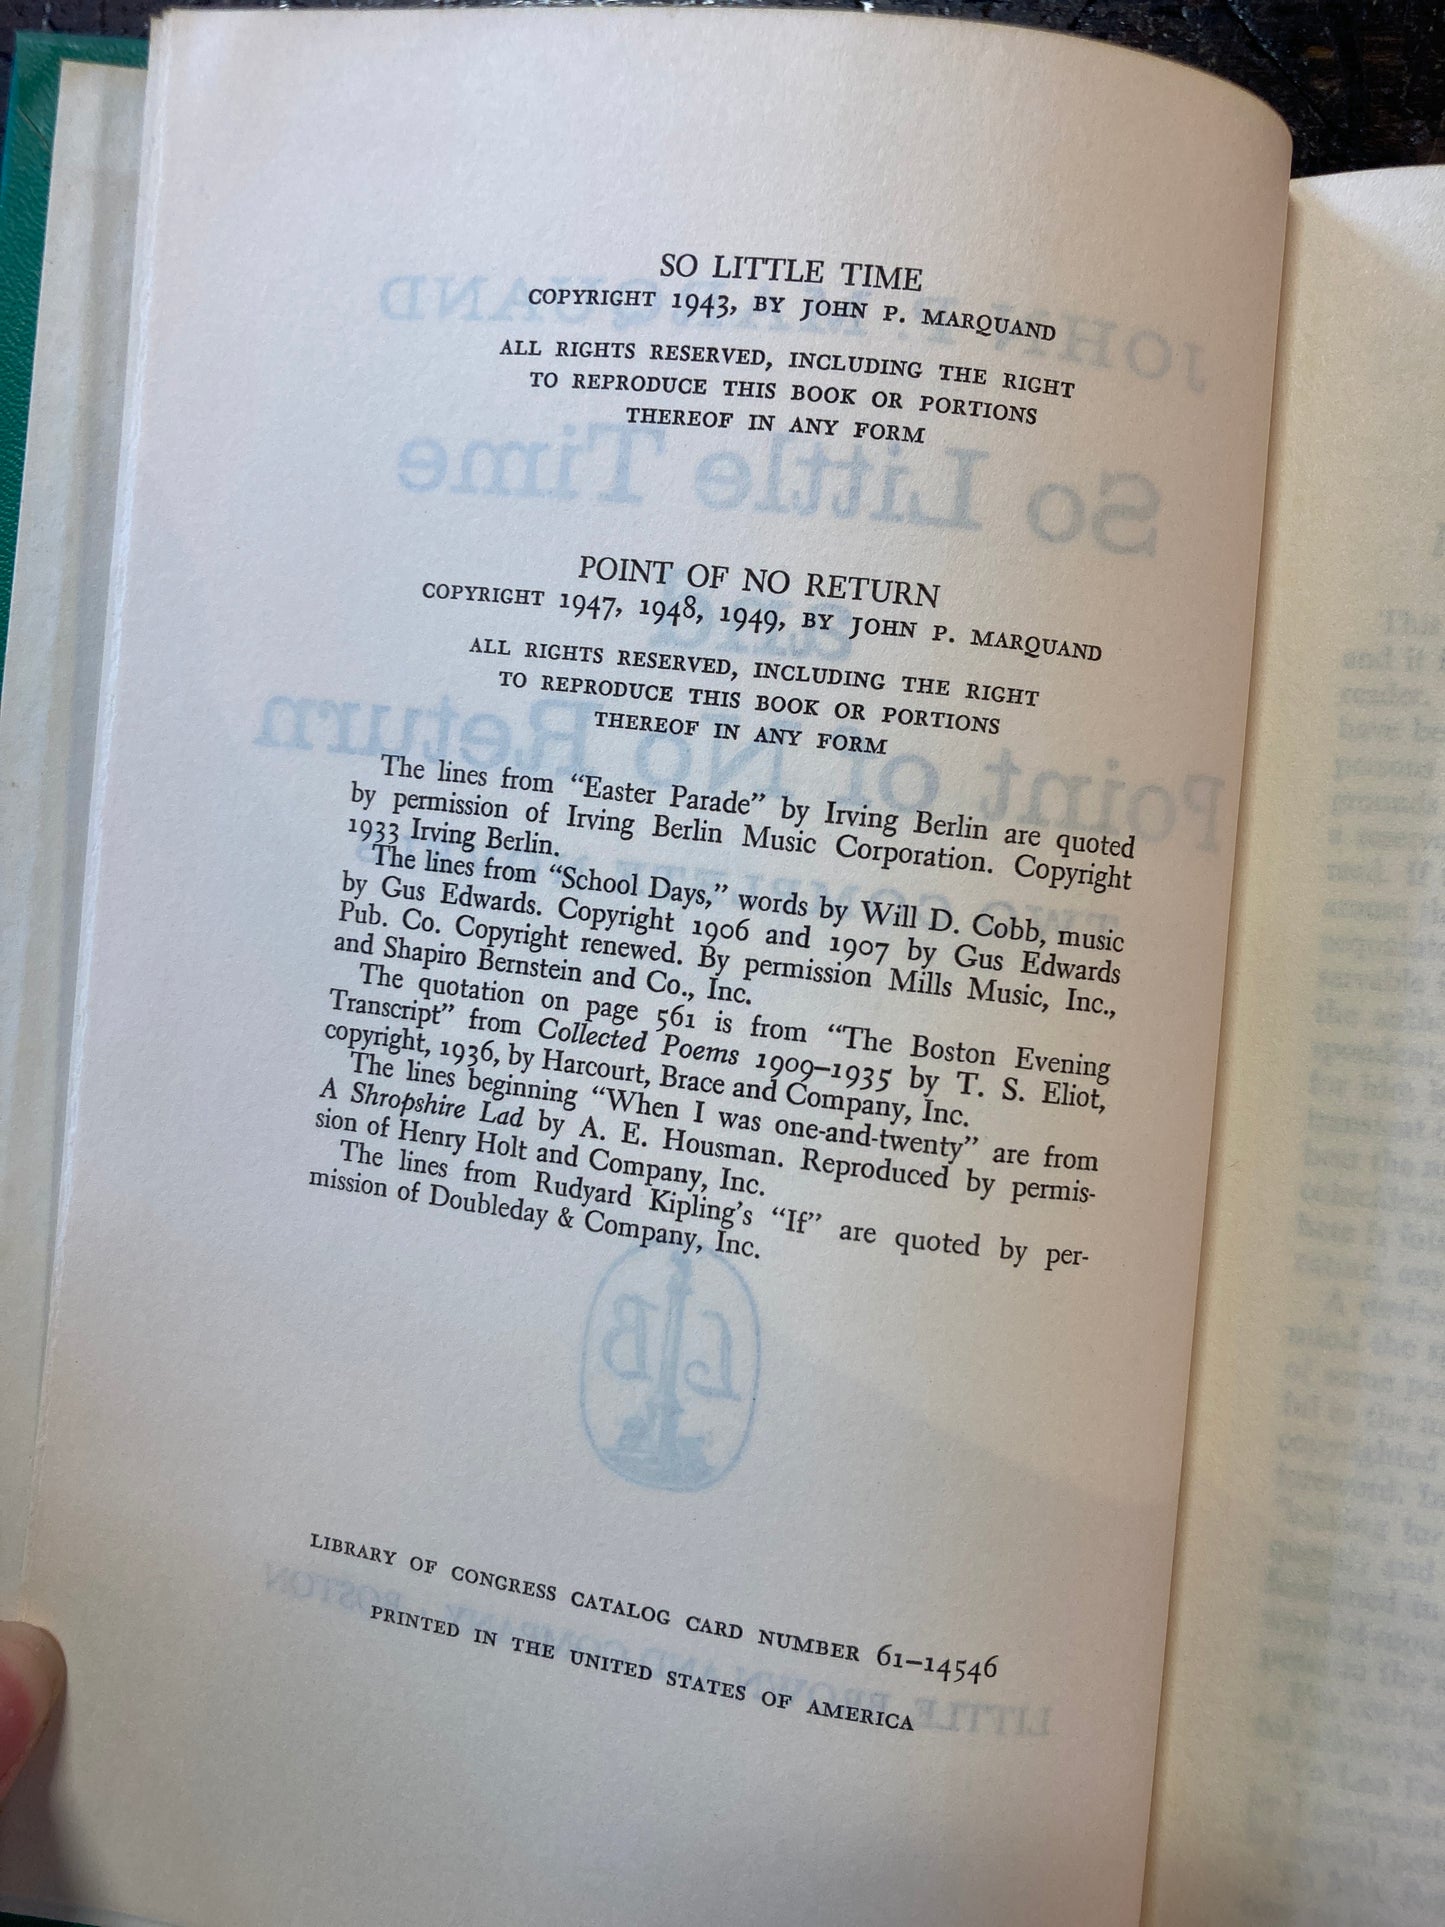 SO LITTLE TIME
COPYRIGHT 1943, BY JOHN P. MARQUAND
ALL RIGHTS RESERVED, INCLUDING THE RIGHT
TO REPRODUCE THIS BOOK OR PORTIONS
THEREOF IN ANY FORM
POINT OF NO RETURN
COPYRIGHT 1947, 1948, 1949, BY JOHN P. MARQUAND
ALL RIGHTS RESERVED, INCLUDING THE RIGHT
TO REPRODUCE THIS BOOK OR PORTIONS
THEREOF IN ANY FORM
The lines from “Easter Parade” by Irving Berlin are quoted
by permission of Irving Berlin Music Corporation. Copyright
1933 Irving Berlin.
The lines from “School Days,” words by Will D. Cobb, music
by Gus Edwards. Copyright 1906 and 1907 by Gus Edwards
Pub. Co. Copyright renewed. By permission Mills Music, Inc.,
and Shapiro Bernstein and Co., Inc.
The quotation on page 561 is from “The Boston Evening
Transcript” from Collected Poems 1909–1935 by T. S. Eliot,
copyright, 1936, by Harcourt, Brace and Company, Inc.
The lines beginning “When I was one-and-twenty” are from
A Shropshire Lad by A. E. Housman. Reproduced by permis-
sion of Henry Holt and Company, Inc.
The lines from Rudyard Kipling’s “If” are quoted by per-
mission of Doubleday & Company, Inc.
LIBRARY OF CONGRESS CATALOG CARD NUMBER 61–14546
PRINTED IN THE UNITED STATES OF AMERICA